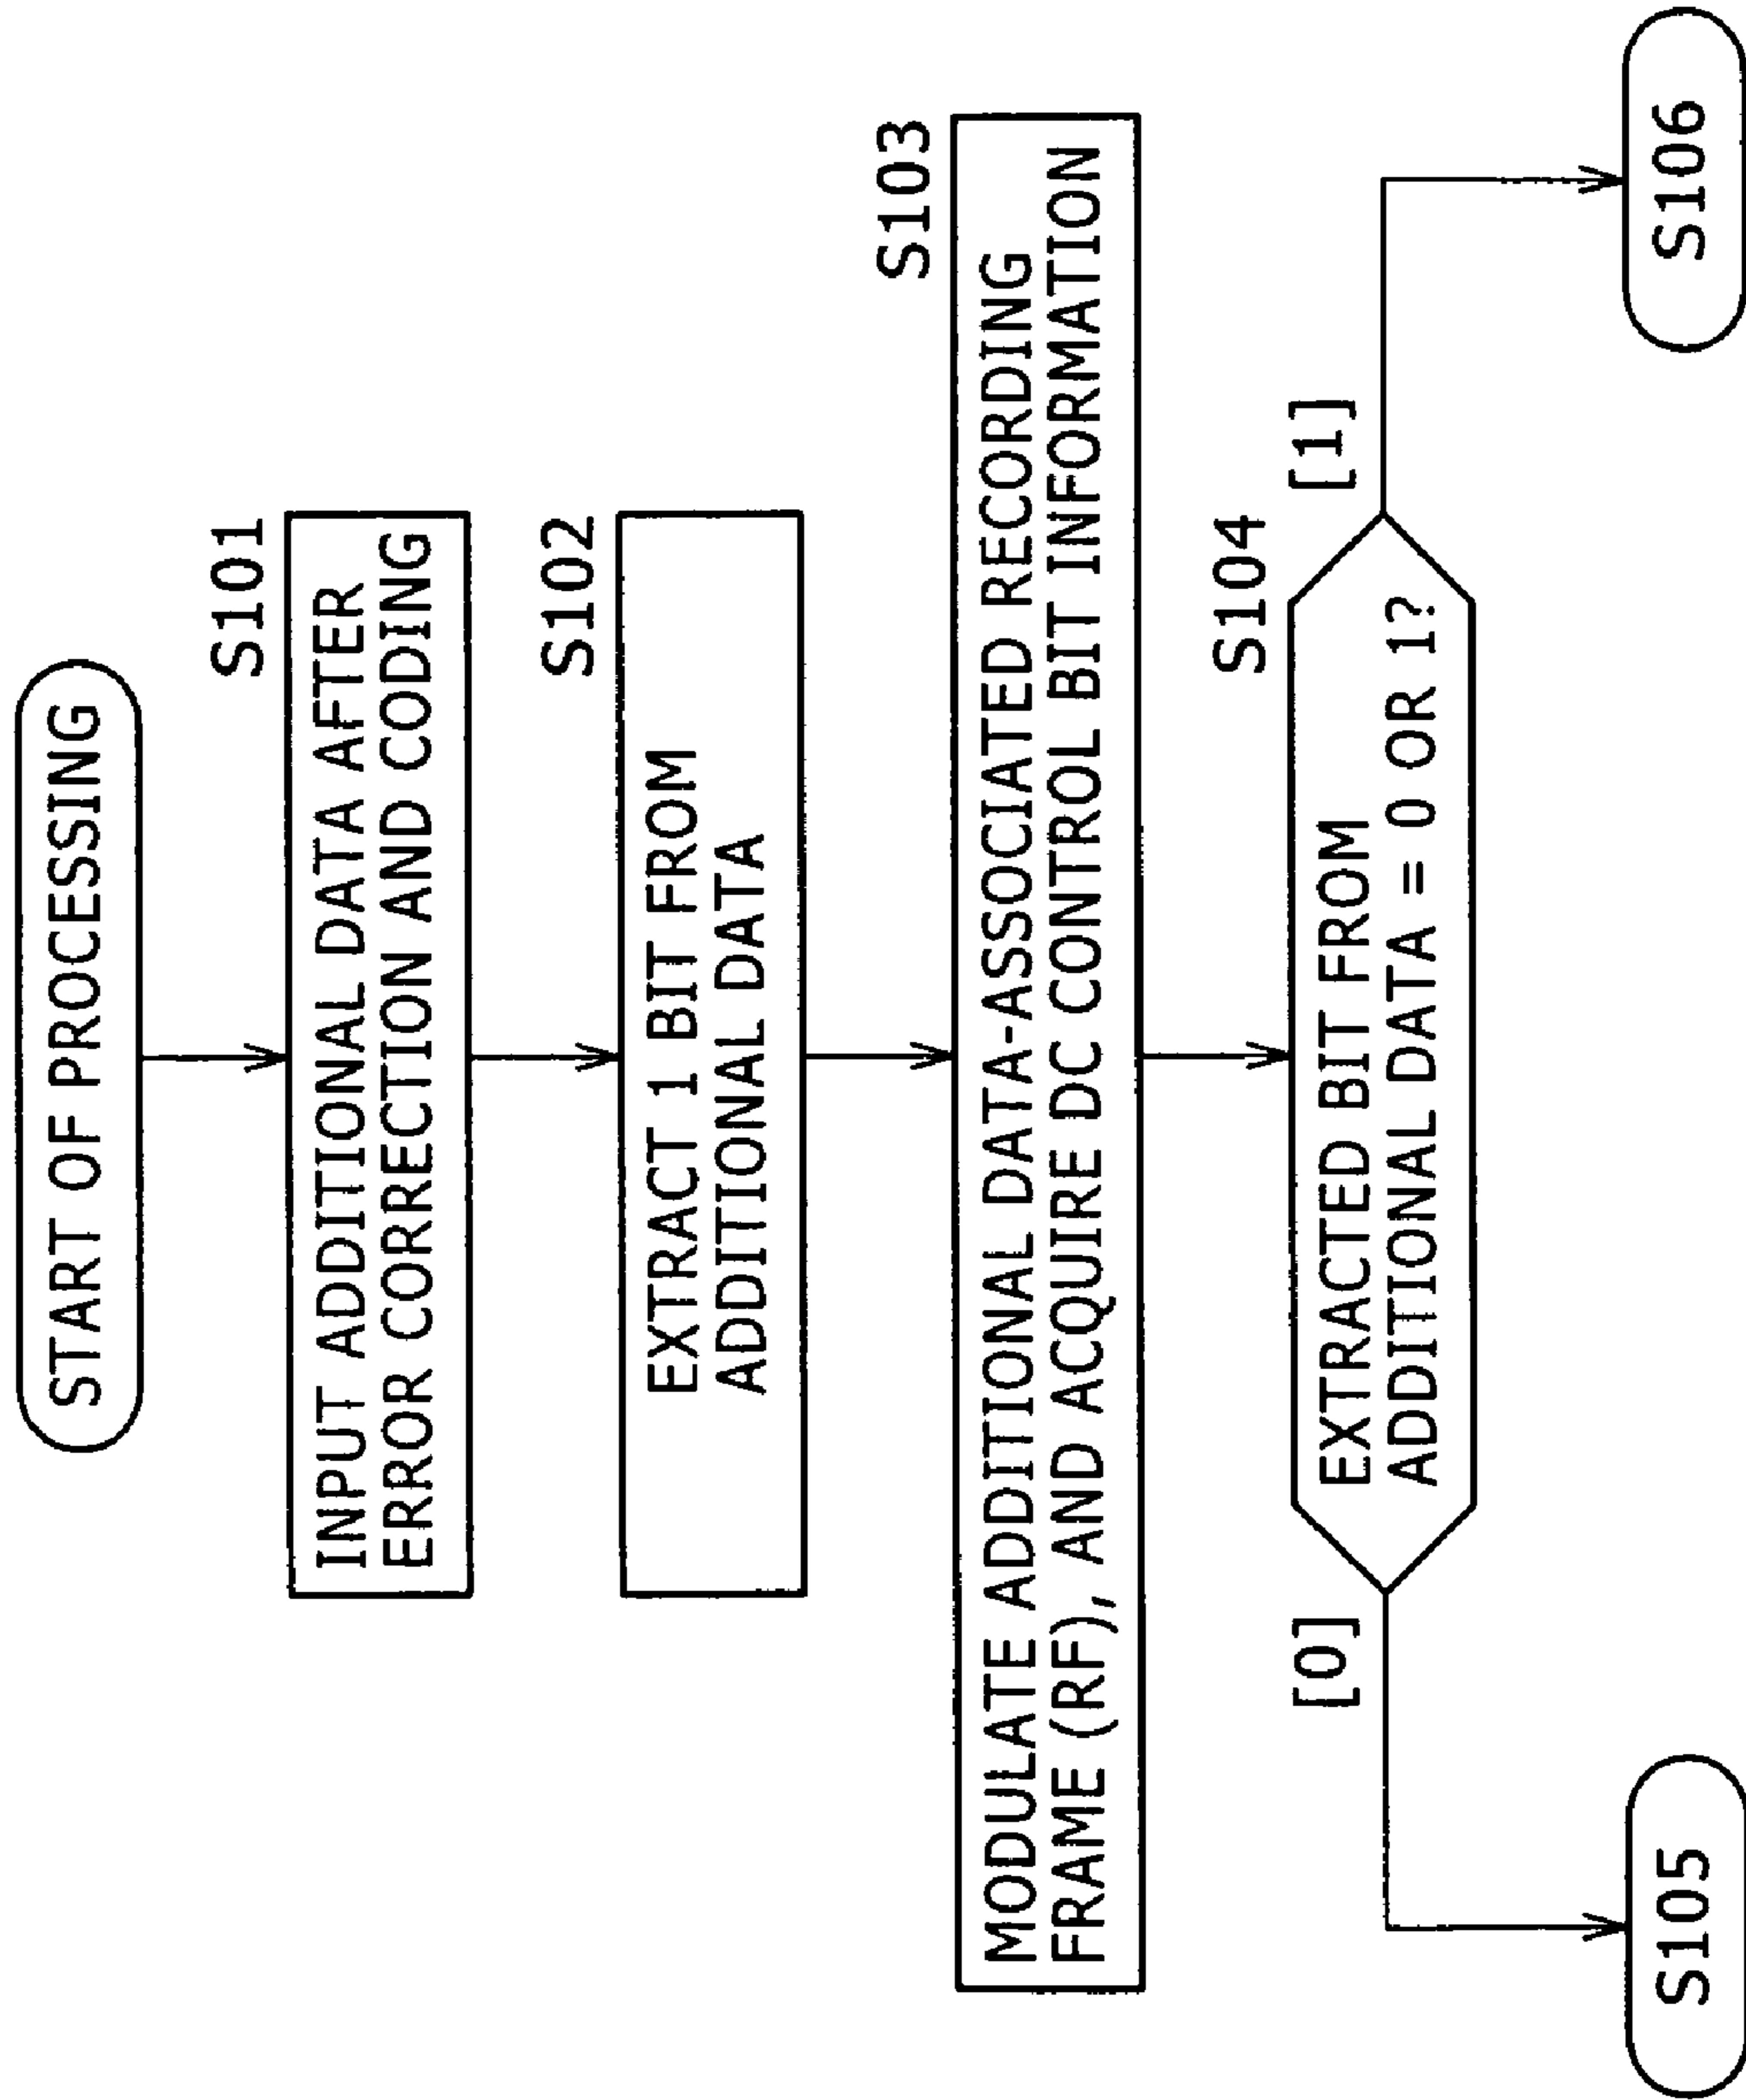 START OF PROCESSING
S101
INPUT ADDITIONAL DATA AFTER
ERROR CORRECTION AND CODING
S102
EXTRACT 1 BIT FROM
ADDITIONAL DATA
S103
MODULATE ADDITIONAL DATA-ASSOCIATED RECORDING
FRAME (RF), AND ACQUIRE DC CONTROL BIT INFORMATION
S104
EXTRACTED BIT FROM
ADDITIONAL DATA = 0 OR 1?
[0]
[1]
S105
S106